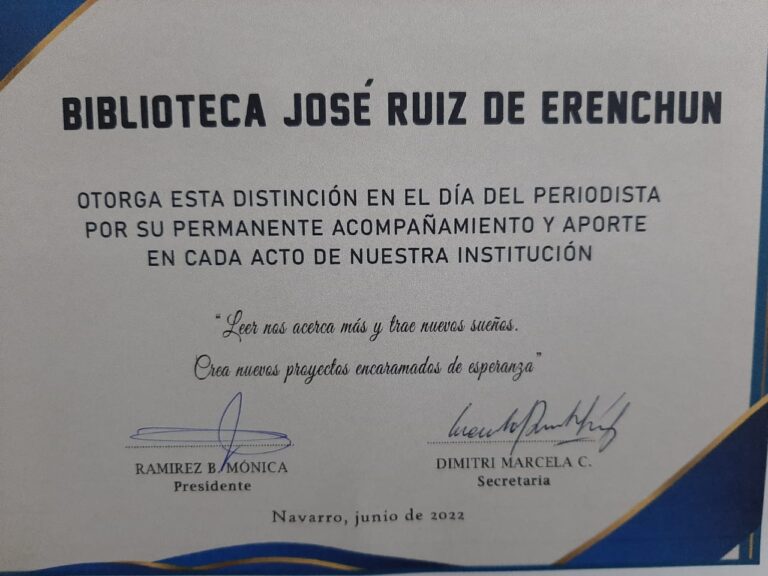 BIBLIOTECA JOSÉ RUIZ DE ERENCHUN
OTORGA ESTA DISTINCIÓN EN EL DÍA DEL PERIODISTA
POR SU PERMANENTE ACOMPAÑAMIENTO Y APORTE
EN CADA ACTO DE NUESTRA INSTITUCIÓN
"Leer nos acerca más y trae nuevos sueños.
Crea nuevos proyectos encaramados de esperanza"
RAMIREZ B. MÓNICA
Presidente
DIMITRI MARCELA C.
Secretaria
Navarro, junio de 2022